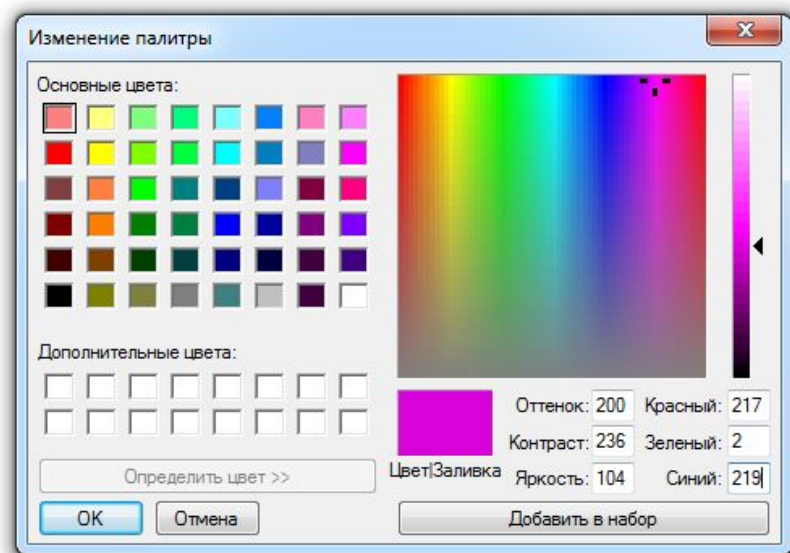 Изменение палитры
Основные цвета:
Дополнительные цвета:
Определить цвет >>
OK
Отмена
Цвет|Заливка
Оттенок: 200
Контраст: 236
Яркость: 104
Красный: 217
Зеленый: 2
Синий: 219
Добавить в набор